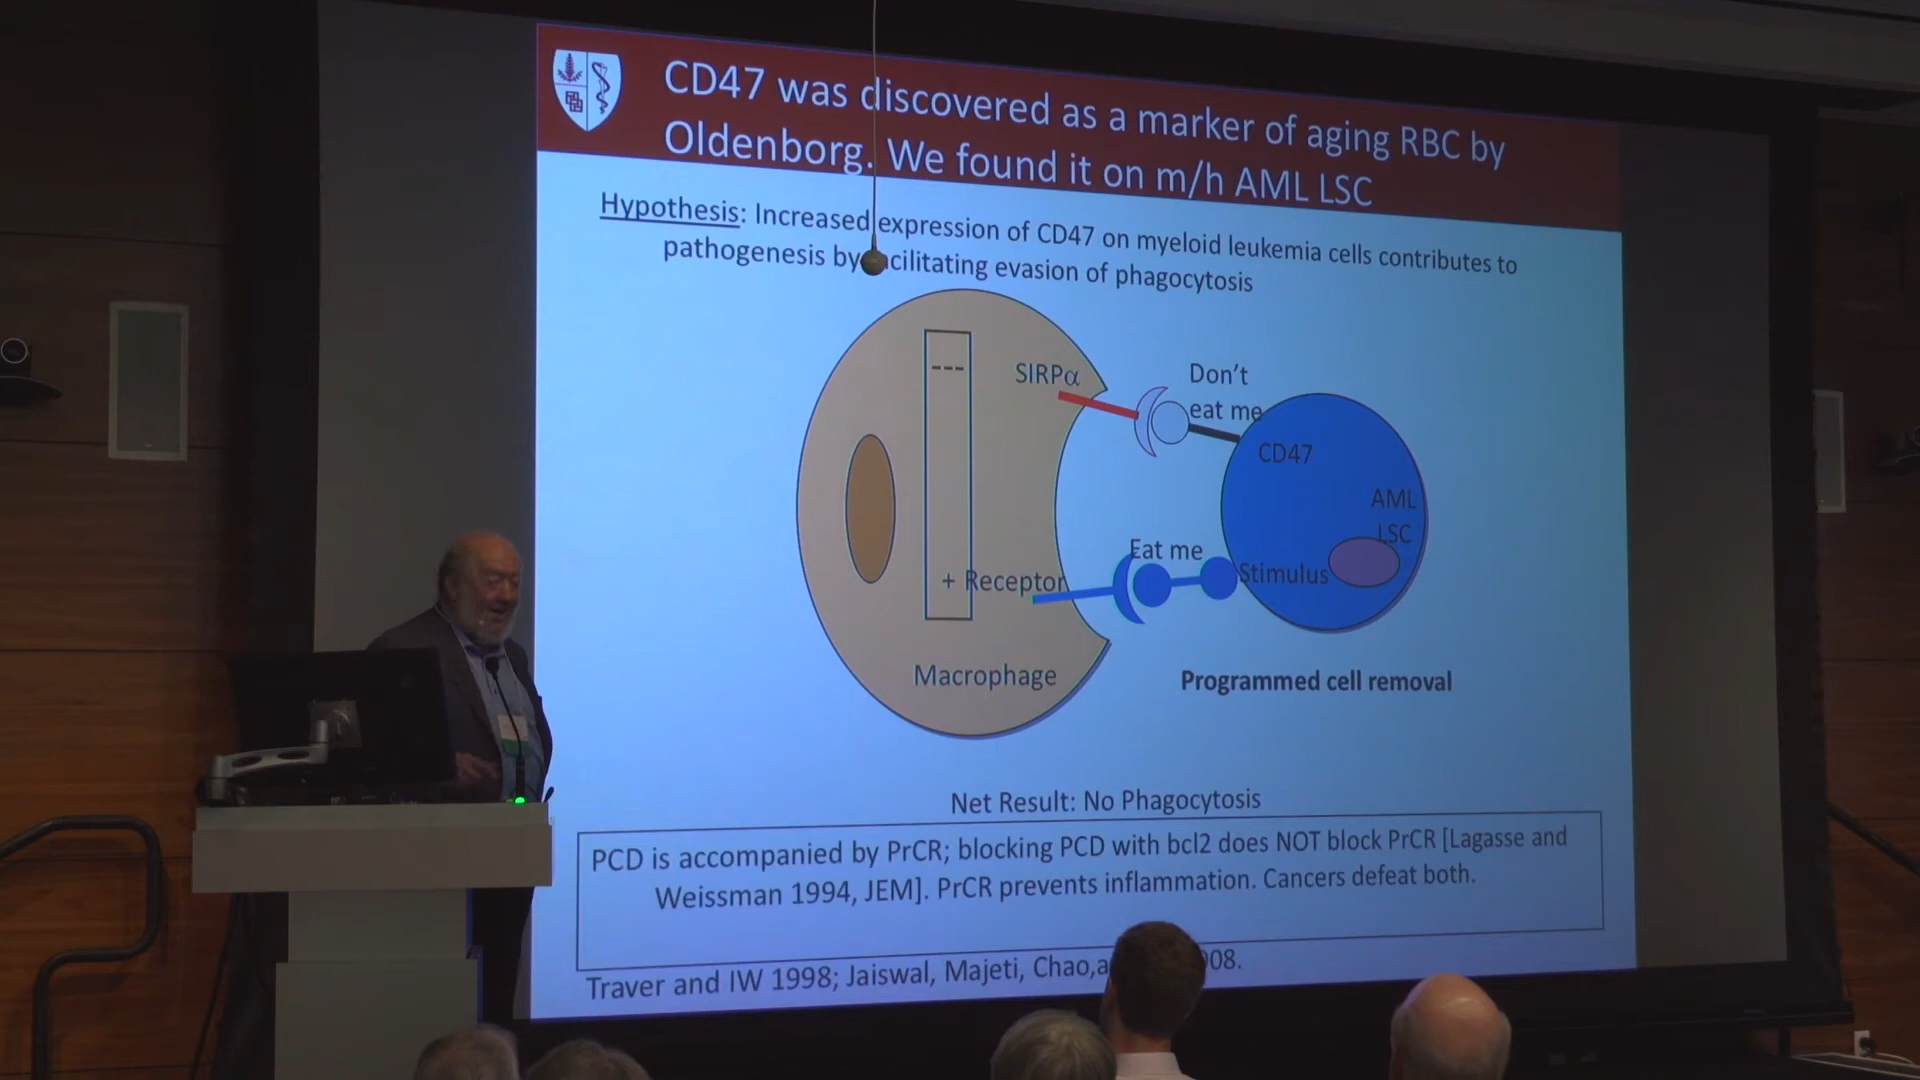 CD47 was discovered as a marker of aging RBC by
Oldenborg. We found it on m/h AML LSC
Hypothesis: Increased expression of CD47 on myeloid leukemia cells contributes to
pathogenesis by acilitating evasion of phagocytosis
---
SIRPα
Don't
eat me
CD47
AML
LSC
Eat me
+ Receptor
Stimulus
Macrophage
Programmed cell removal
Net Result: No Phagocytosis
PCD is accompanied by PrCR; blocking PCD with bcl2 does NOT block PrCR [Lagasse and
Weissman 1994, JEM]. PrCR prevents inflammation. Cancers defeat both.
Traver and IW 1998; Jaiswal, Majeti, Chao,a 08.